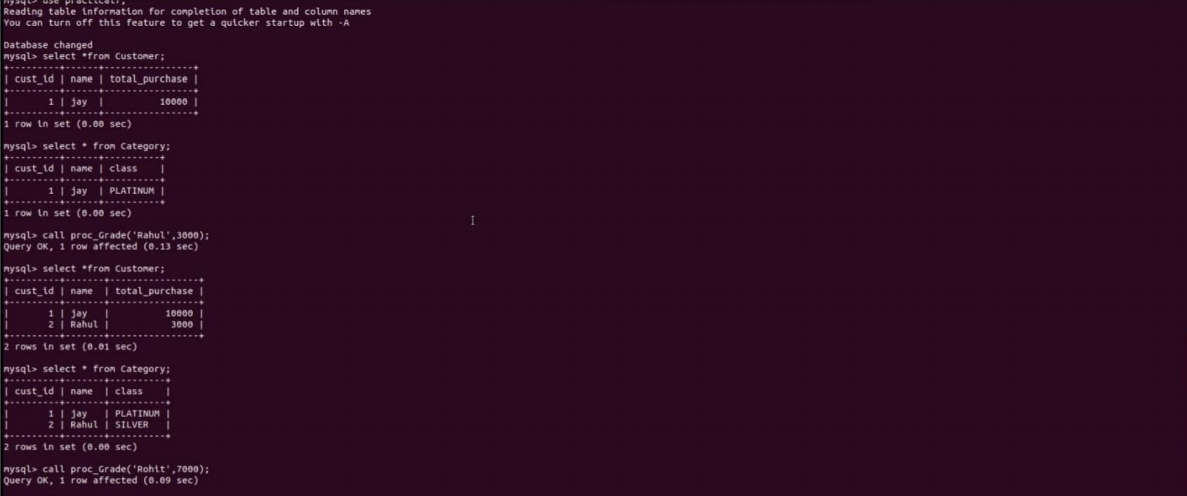 mysql> use practical7;
Reading table information for completion of table and column names
You can turn off this feature to get a quicker startup with -A
Database changed
mysql> select *from Customer;
+---------+------+----------------+
| cust_id | name | total_purchase |
+---------+------+----------------+
|       1 | jay  |          10000 |
+---------+------+----------------+
1 row in set (0.00 sec)
mysql> select * from Category;
+---------+------+----------+
| cust_id | name | class    |
+---------+------+----------+
|       1 | jay  | PLATINUM |
+---------+------+----------+
1 row in set (0.00 sec)
mysql> call proc_Grade('Rahul',3000);
Query OK, 1 row affected (0.13 sec)
mysql> select *from Customer;
+---------+-------+----------------+
| cust_id | name  | total_purchase |
+---------+-------+----------------+
|       1 | jay   |          10000 |
|       2 | Rahul |           3000 |
+---------+-------+----------------+
2 rows in set (0.01 sec)
mysql> select * from Category;
+---------+-------+----------+
| cust_id | name  | class    |
+---------+-------+----------+
|       1 | jay   | PLATINUM |
|       2 | Rahul | SILVER   |
+---------+-------+----------+
2 rows in set (0.00 sec)
mysql> call proc_Grade('Rohit',7000);
Query OK, 1 row affected (0.09 sec)